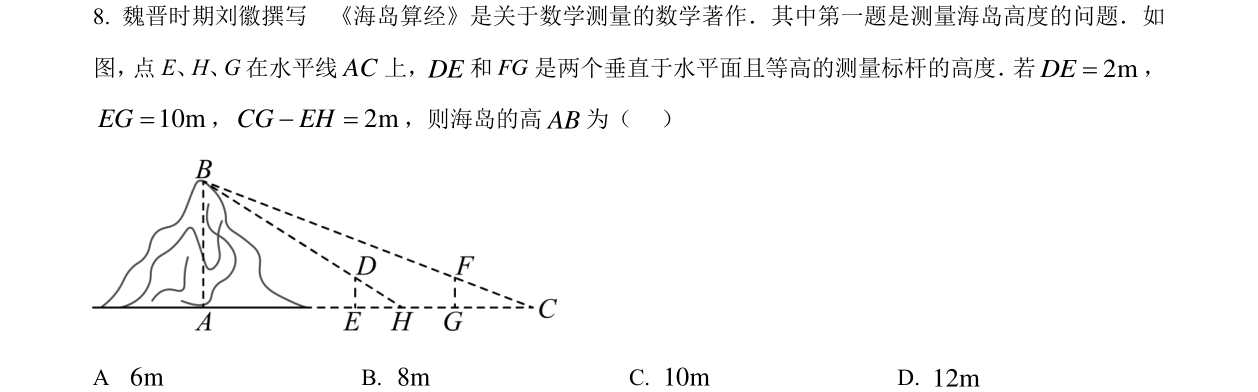 8. 魏晋时期刘徽撰写 《海岛算经》是关于数学测量的数学著作．其中第一题是测量海岛高度的问题．如
图，点 E、H、G 在水平线 AC 上，DE 和 FG 是两个垂直于水平面且等高的测量标杆的高度．若 DE = 2m，
EG = 10m，CG − EH = 2m，则海岛的高 AB 为（ ）
B
D F
A E H G C
A 6m B. 8m C. 10m D. 12m